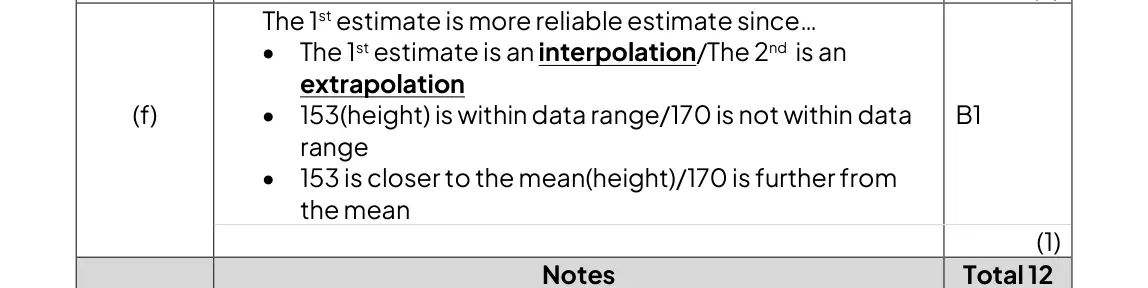 The 1st estimate is more reliable estimate since...
• The 1st estimate is an interpolation/The 2nd is an
extrapolation
(f)
• 153(height) is within data range/170 is not within data
B1
range
• 153 is closer to the mean(height)/170 is further from
the mean
(1)
Notes
Total 12